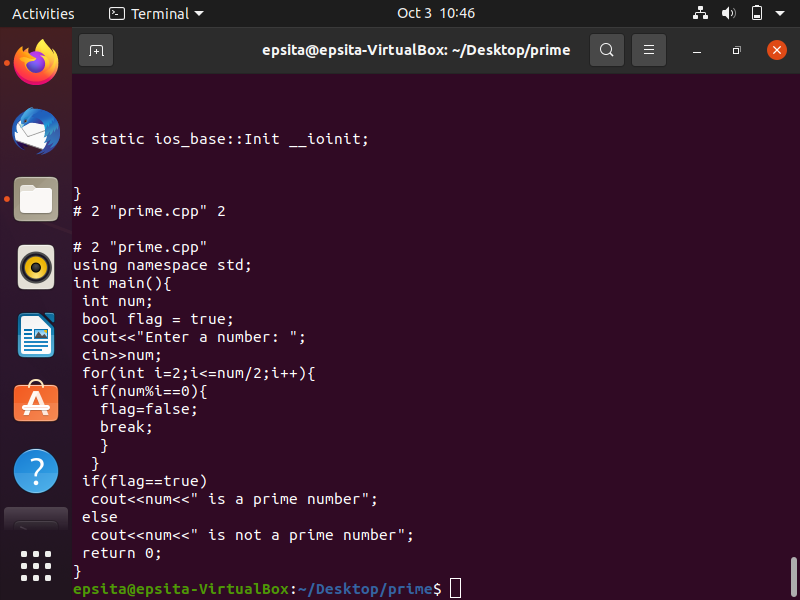 Activities Terminal Oct 3 10:46
epsita@epsita-VirtualBox: ~/Desktop/prime
static ios_base::Init __ioinit;
}
# 2 "prime.cpp" 2
# 2 "prime.cpp"
using namespace std;
int main(){
int num;
bool flag = true;
cout<<"Enter a number: ";
cin>>num;
for(int i=2;i<=num/2;i++){
if(num%i==0){
flag=false;
break;
}
}
if(flag==true)
cout<<num<<" is a prime number";
else
cout<<num<<" is not a prime number";
return 0;
}
epsita@epsita-VirtualBox:~/Desktop/prime$